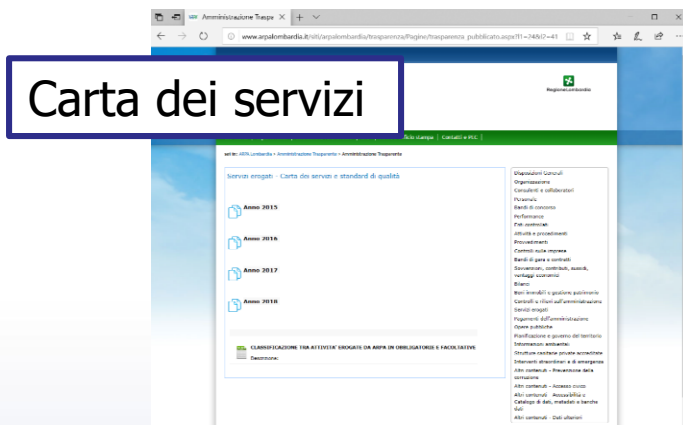 Amministrazione Traspa
www.arpalombardia.it/siti/arpalombardia/trasparenza/Pagine/trasparenza_pubblicato.aspx?l1=24&l2=41
Carta dei servizi
RegioneLombardia
stampa | Contatti e PEC |
sei in: ARPA Lombardia > Amministrazione Trasparente > Amministrazione Trasparente
Servizi erogati - Carta dei servizi e standard di qualità
Anno 2015
Anno 2016
Anno 2017
Anno 2018
CLASSIFICAZIONE TRA ATTIVITA' EROGATE DA ARPA IN OBBLIGATORIE E FACOLTATIVE
Descrizione:
Disposizioni Generali
Organizzazione
Consulenti e collaboratori
Personale
Bandi di concorso
Performance
Enti controllati
Attività e procedimenti
Provvedimenti
Controlli sulle imprese
Bandi di gara e contratti
Sovvenzioni, contributi, sussidi,
vantaggi economici
Bilanci
Beni immobili e gestione patrimonio
Controlli e rilievi sull'amministrazione
Servizi erogati
Pagamenti dell'amministrazione
Opere pubbliche
Pianificazione e governo del territorio
Informazioni ambientali
Strutture sanitarie private accreditate
Interventi straordinari e di emergenza
Altri contenuti - Prevenzione della
corruzione
Altri contenuti - Accesso civico
Altri contenuti - Accessibilità e
Catalogo di dati, metadati e banche
dati
Altri contenuti - Dati ulteriori